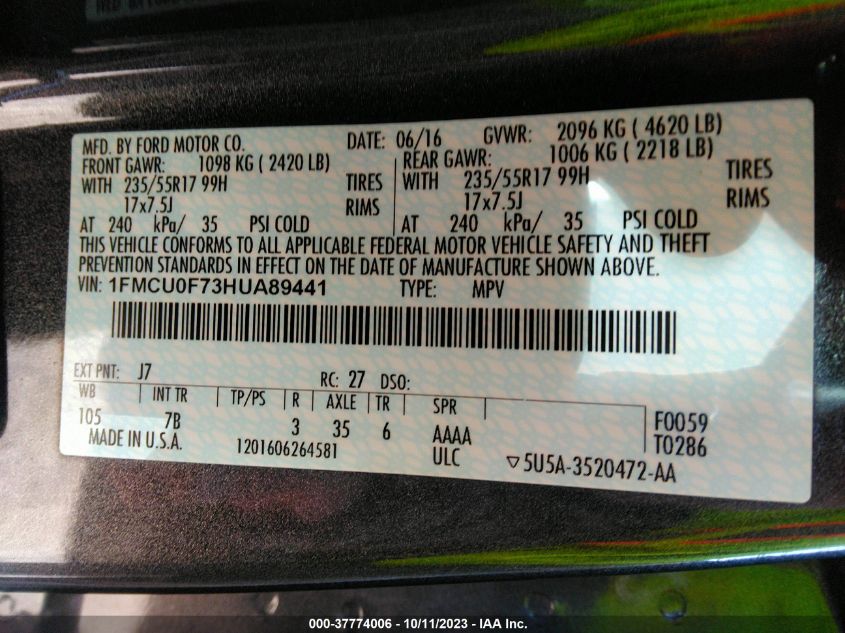 MFD. BY FORD MOTOR CO. DATE: 06/16 GVWR: 2096 KG ( 4620 LB)
FRONT GAWR: 1098 KG ( 2420 LB) REAR GAWR: 1006 KG ( 2218 LB)
WITH 235/55R17 99H TIRES WITH 235/55R17 99H TIRES
17x7.5J RIMS 17x7.5J RIMS
AT 240 kPa/ 35 PSI COLD AT 240 kPa/ 35 PSI COLD
THIS VEHICLE CONFORMS TO ALL APPLICABLE FEDERAL MOTOR VEHICLE SAFETY AND THEFT
PREVENTION STANDARDS IN EFFECT ON THE DATE OF MANUFACTURE SHOWN ABOVE.
VIN: 1FMCU0F73HUA89441 TYPE: MPV
EXT PNT: J7 RC: 27 DSO:
WB INT TR TP/PS R AXLE TR SPR
105 7B 3 35 6 AAAA F0059
MADE IN U.S.A. 1201606264581 ULC T0286
▽5U5A-3520472-AA
000-37774006 - 10/11/2023 - IAA Inc.